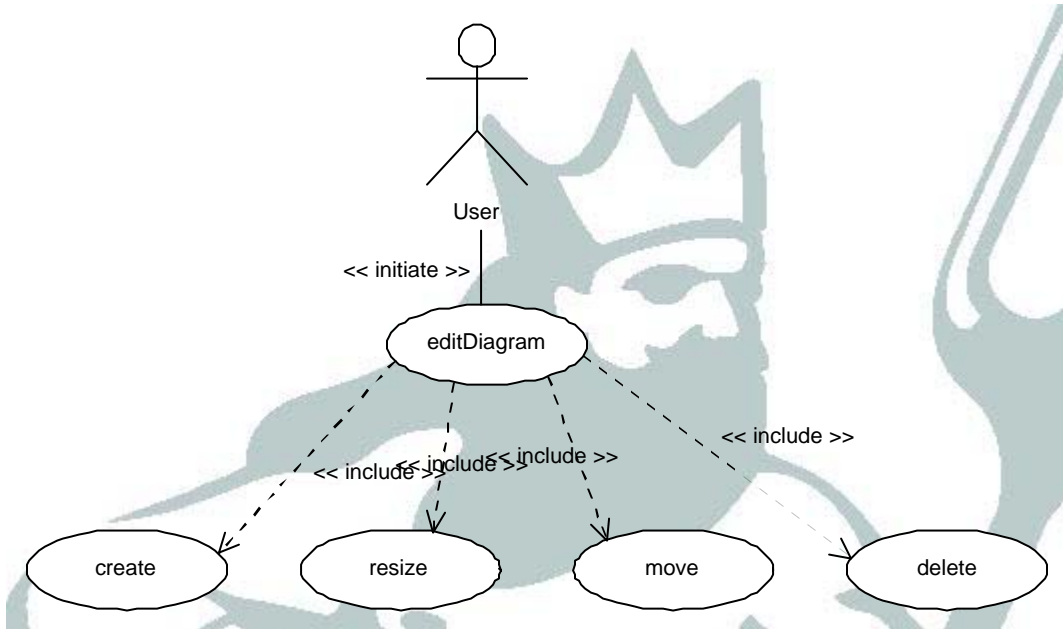 User
<< initiate >>
editDiagram
<< include >>
<< include >>
<< include >>
<< include >>
create
resize
move
delete